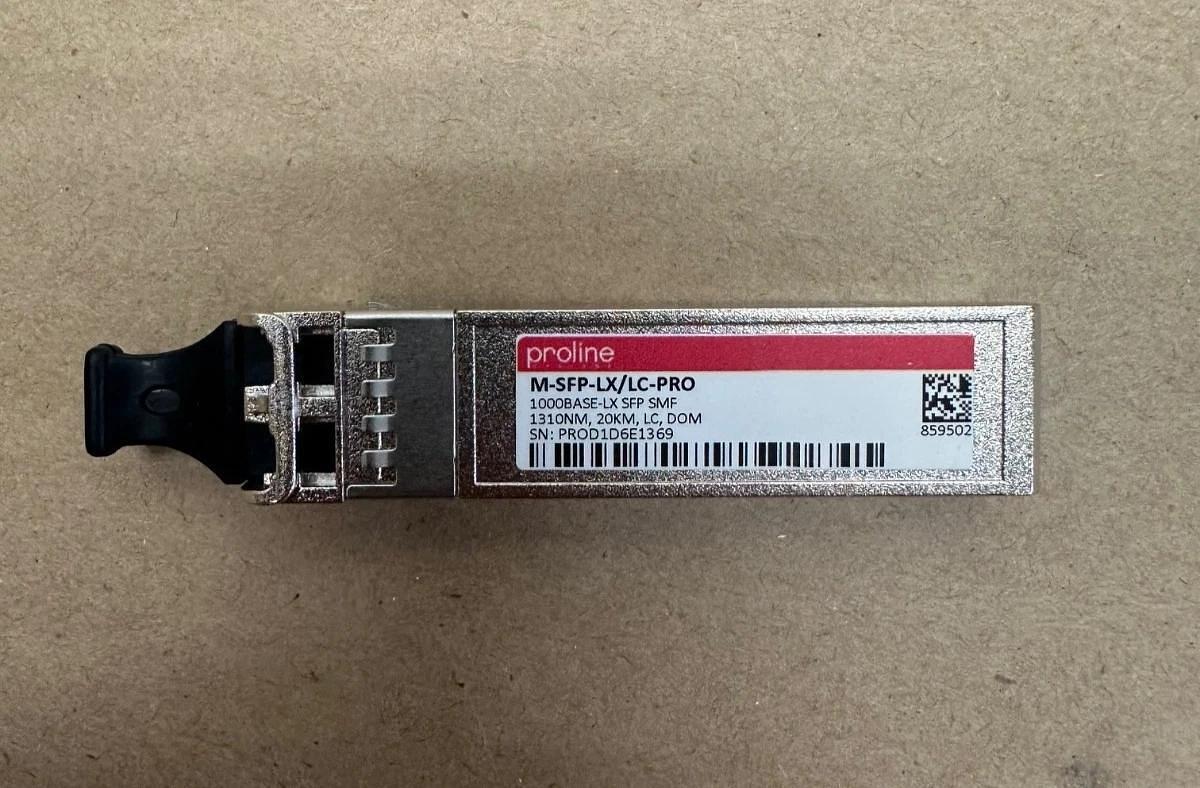 proline
M-SFP-LX/LC-PRO
1000BASE-LX SFP SMF
1310NM, 20KM, LC, DOM
SN: PROD1D6E1369
859502